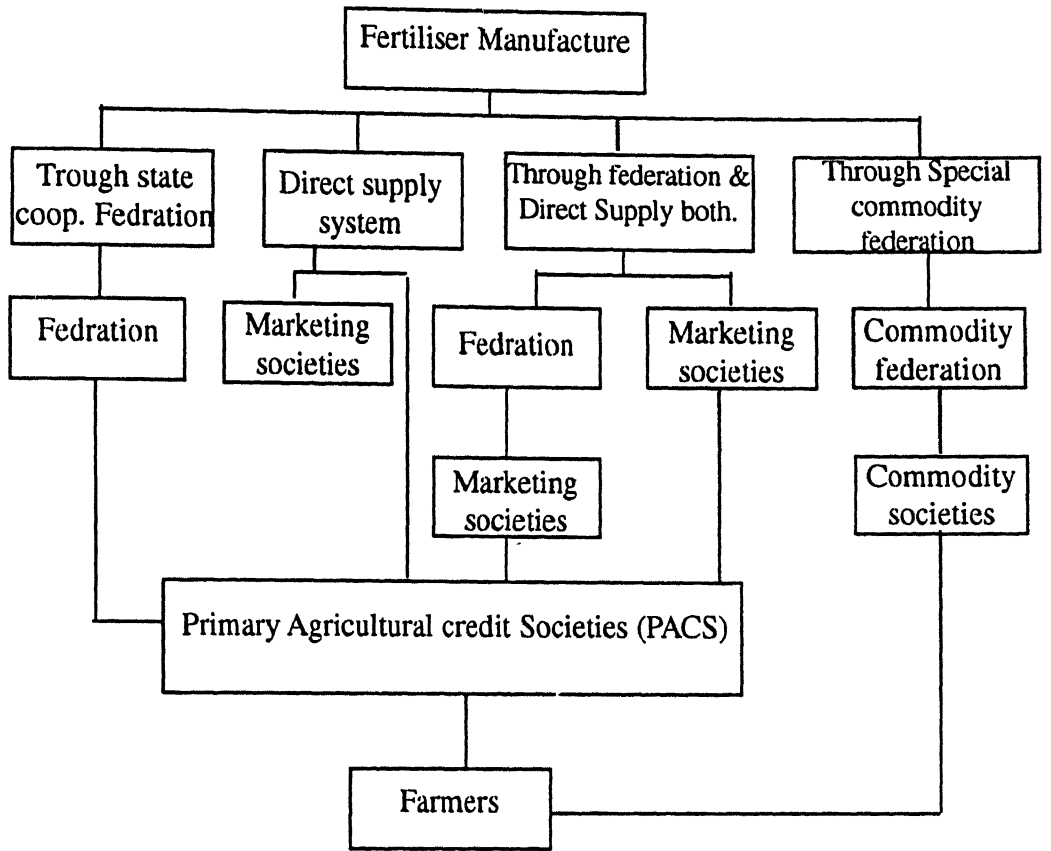 Fertiliser Manufacture
Trough state
coop. Fedration
Direct supply
system
Through federation &
Direct Supply both.
Through Special
commodity
federation
Fedration
Marketing
societies
Fedration
Marketing
societies
Commodity
federation
Marketing
societies
Commodity
societies
Primary Agricultural credit Societies (PACS)
Farmers